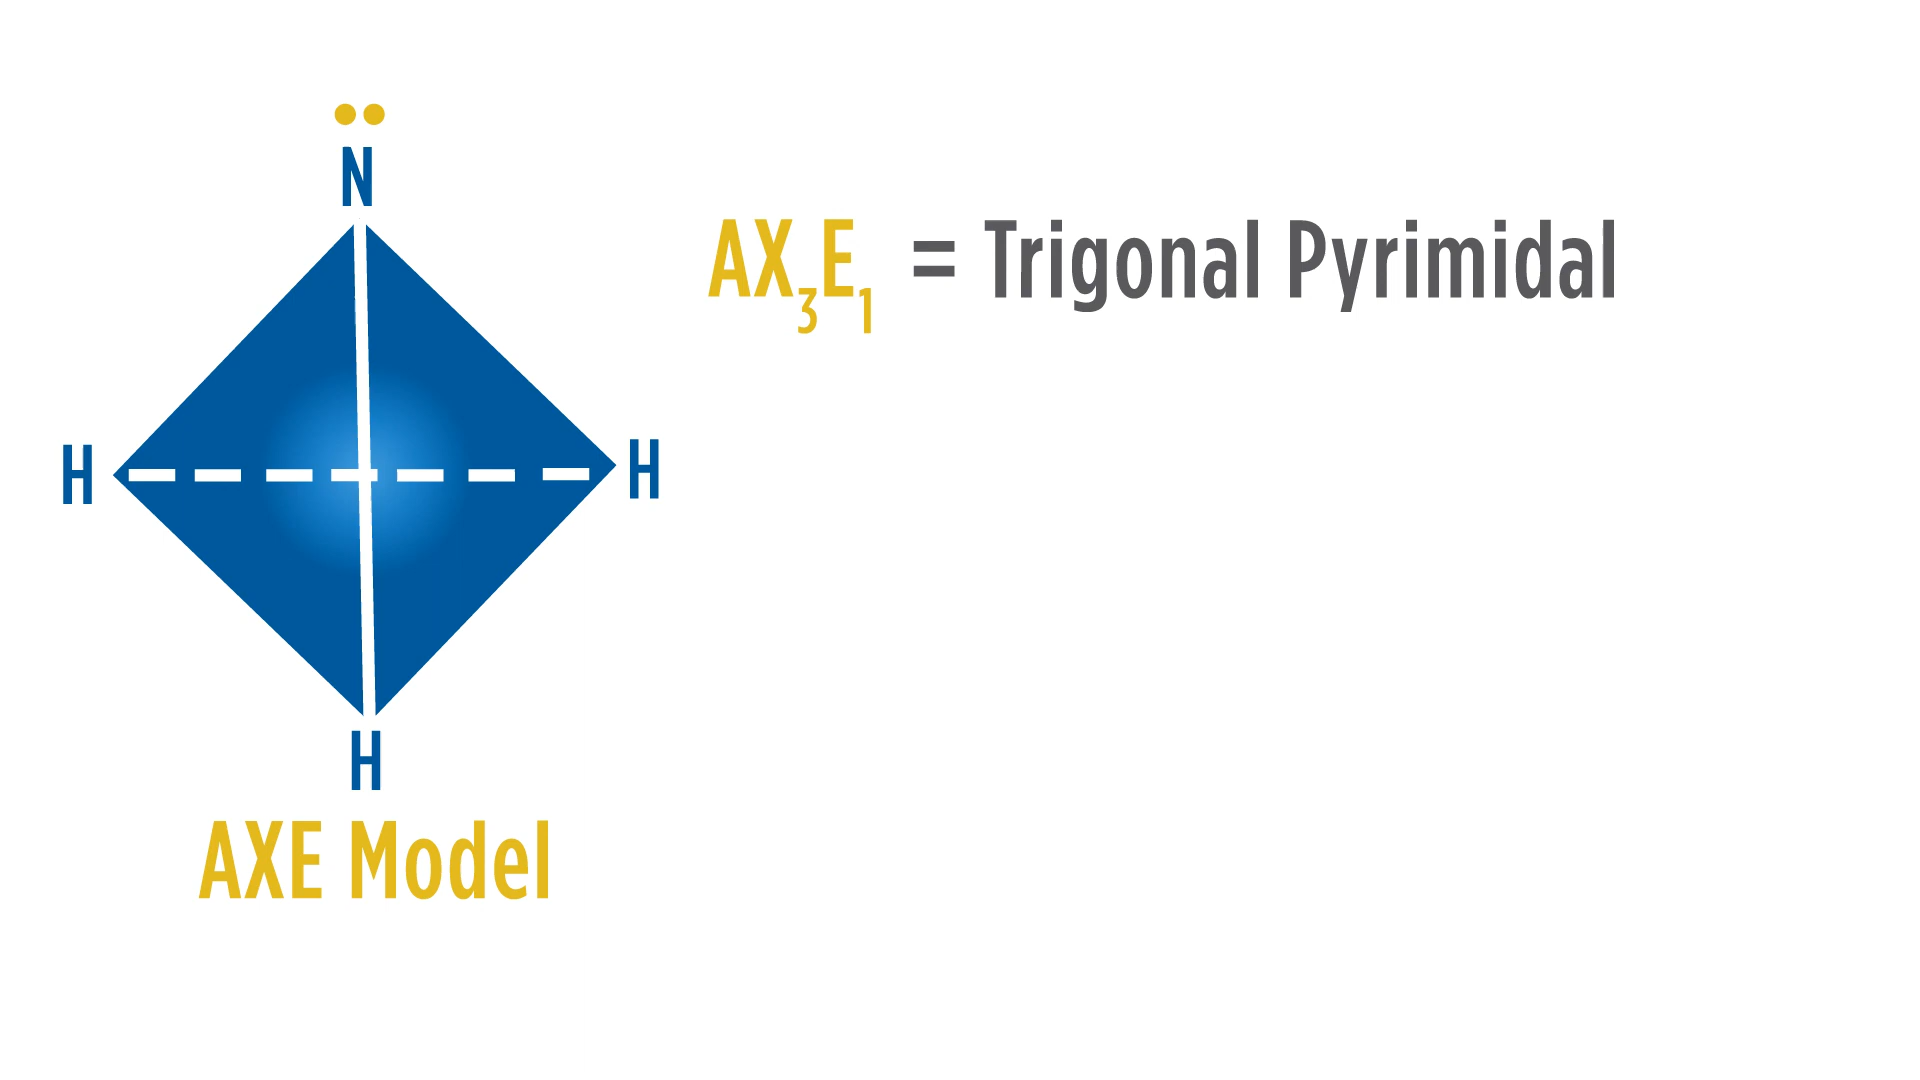 N
AX₃E₁ = Trigonal Pyrimidal
H H
H
AXE Model